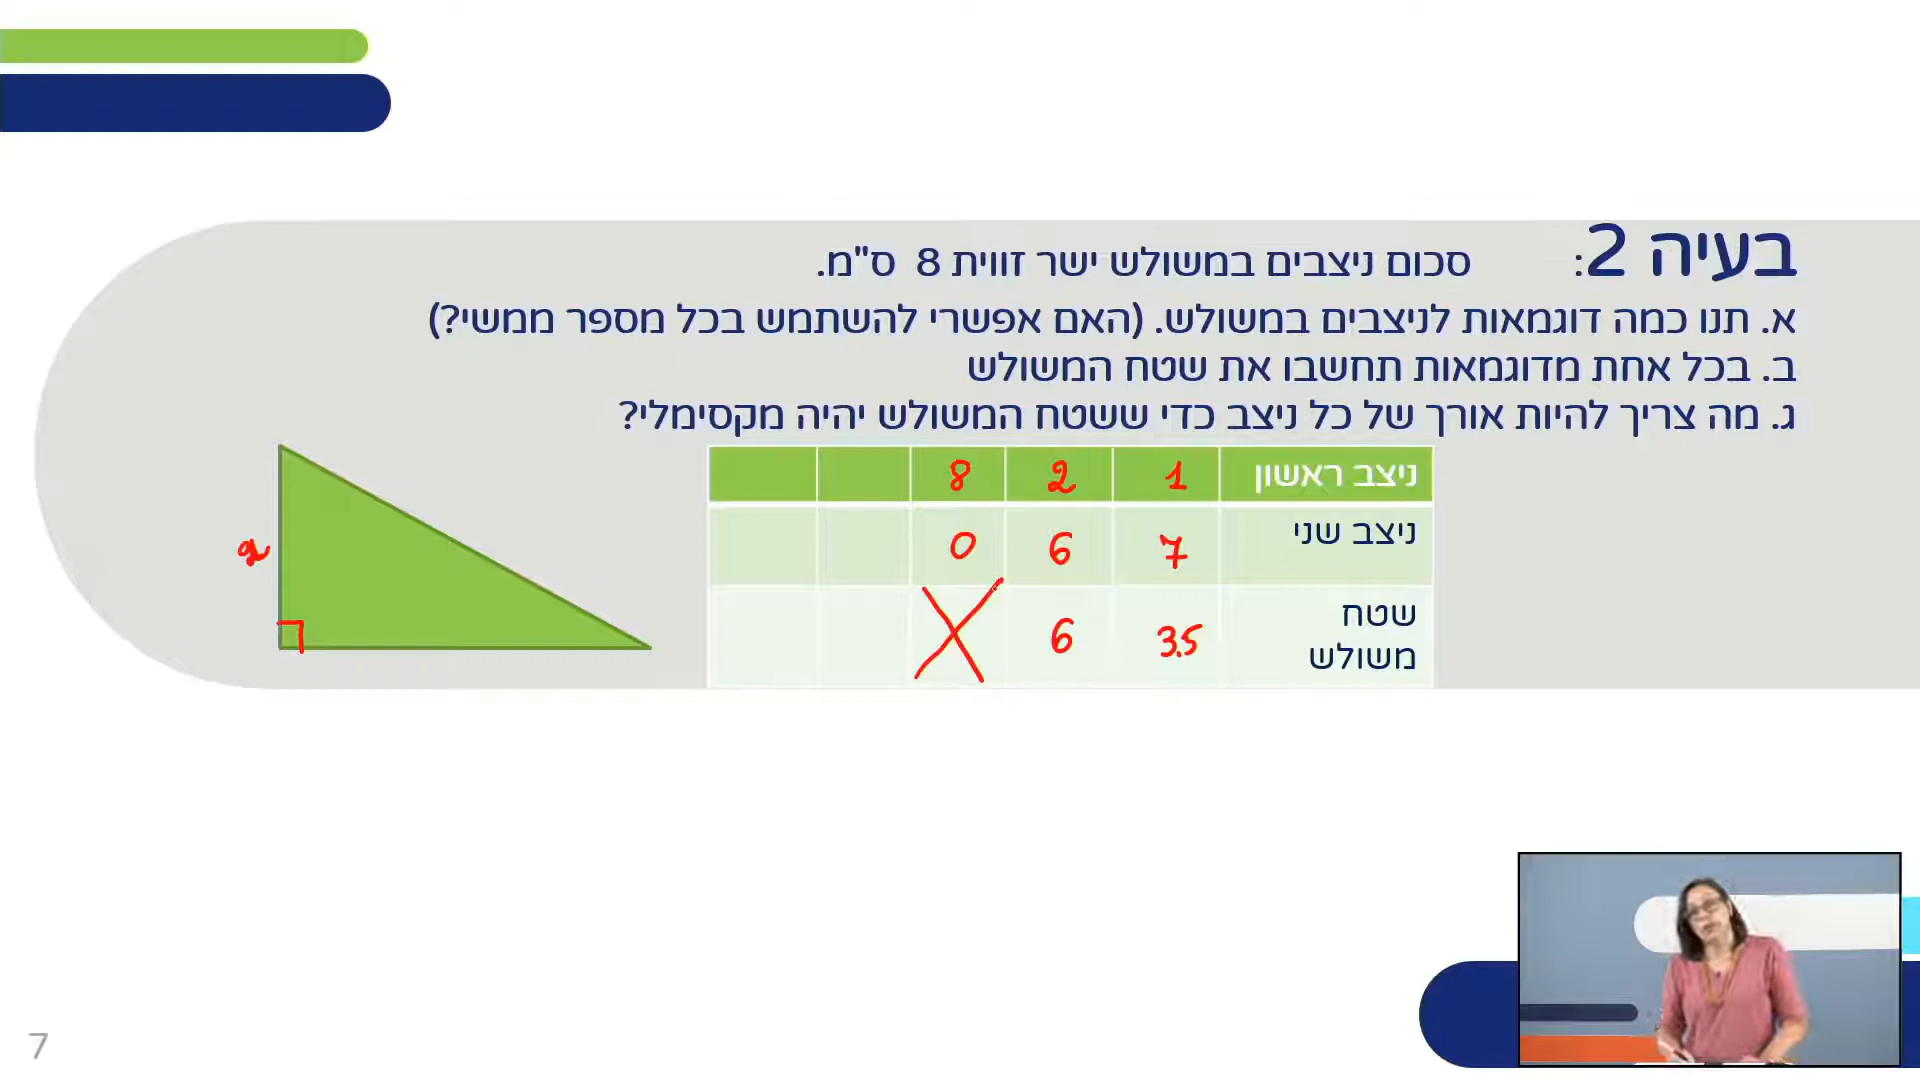 בעיה 2: סכום ניצבים במשולש ישר זווית 8 ס"מ.
א. תנו כמה דוגמאות לניצבים במשולש. (האם אפשרי להשתמש בכל מספר ממשי?)
ב. בכל אחת מדוגמאות תחשבו את שטח המשולש
ג. מה צריך להיות אורך של כל ניצב כדי ששטח המשולש יהיה מקסימלי?
ניצב ראשון 1 2 8
ניצב שני 7 6 0
שטח משולש 3.5 6
7